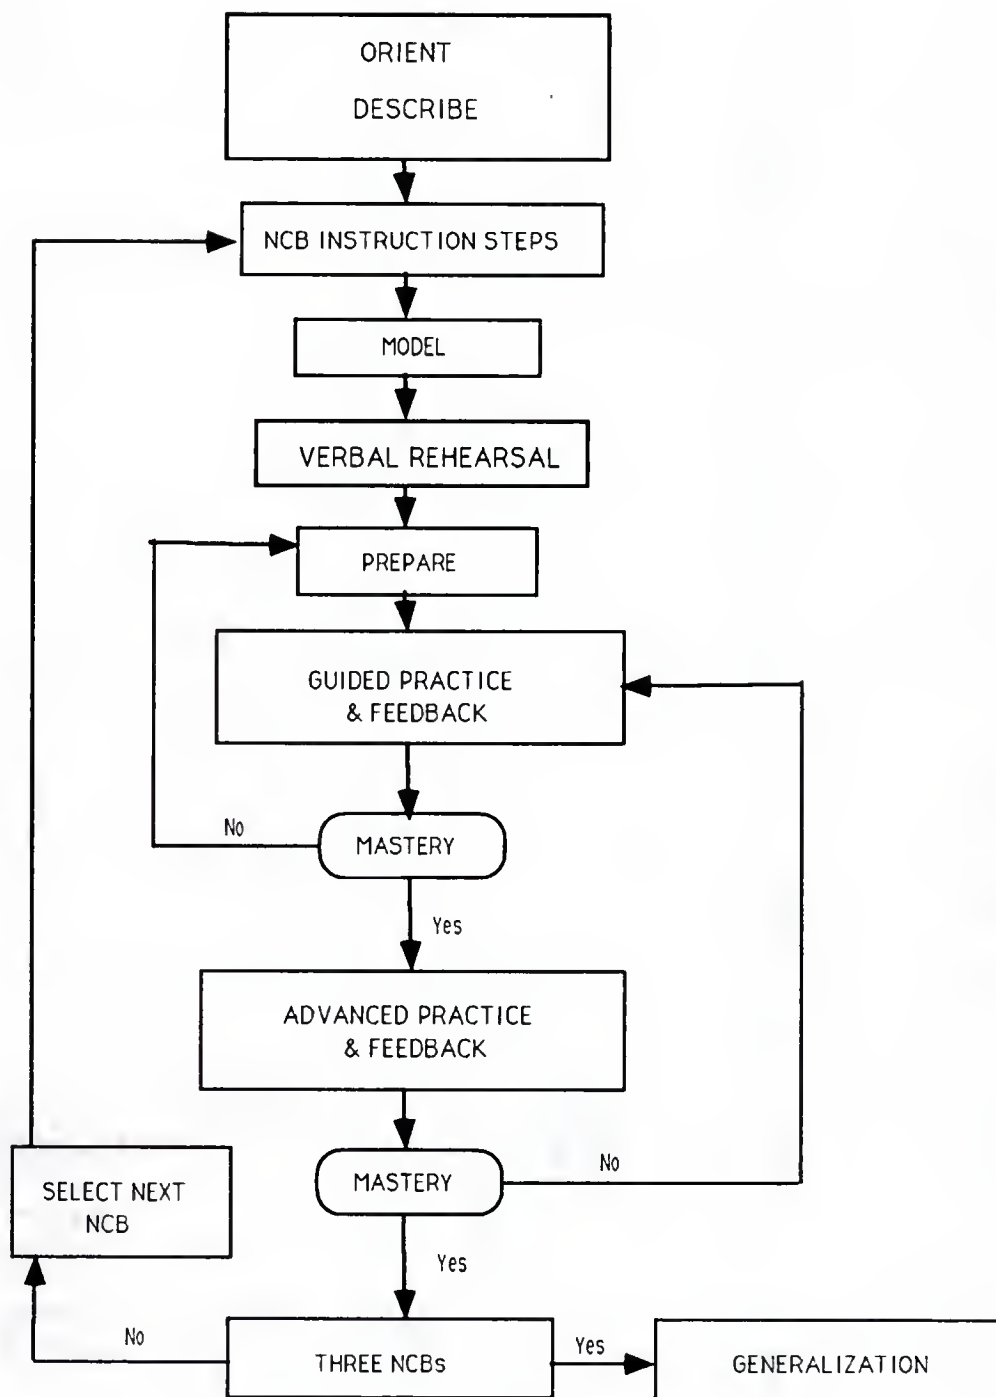 ORIENT
DESCRIBE
NCB INSTRUCTION STEPS
MODEL
VERBAL REHEARSAL
PREPARE
GUIDED PRACTICE
& FEEDBACK
No
MASTERY
Yes
ADVANCED PRACTICE
& FEEDBACK
MASTERY
No
SELECT NEXT
NCB
Yes
No
THREE NCBs
Yes
GENERALIZATION